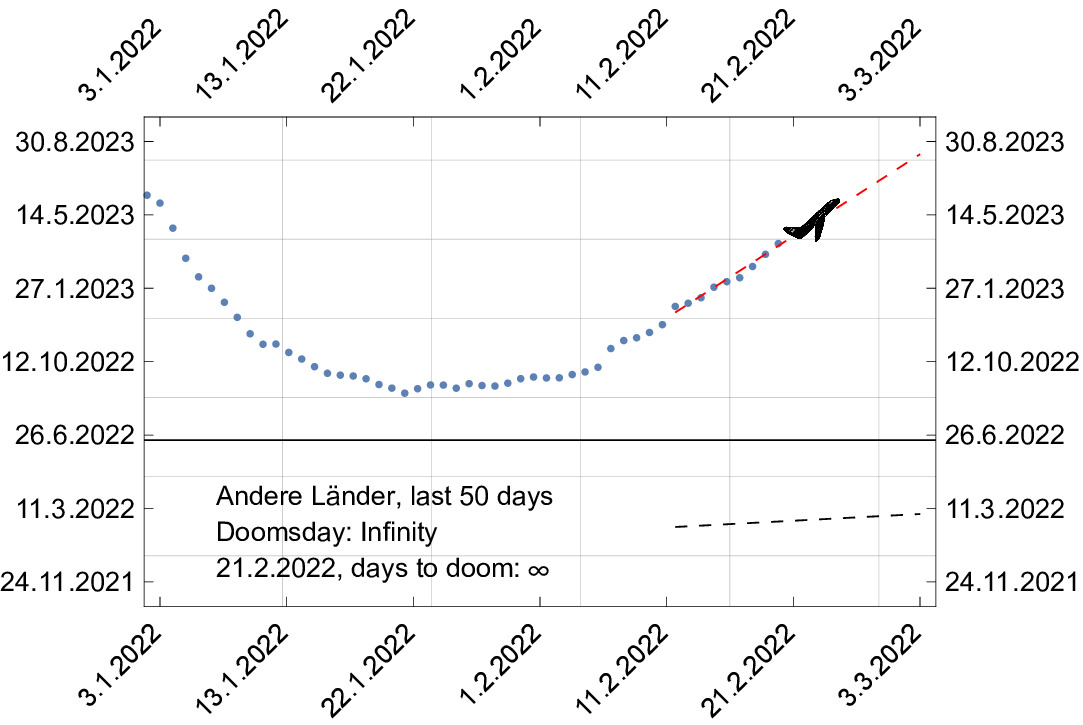 3.1.2022 13.1.2022 22.1.2022 1.2.2022 11.2.2022 21.2.2022 3.3.2022
30.8.2023 30.8.2023
14.5.2023 14.5.2023
27.1.2023 27.1.2023
12.10.2022 12.10.2022
26.6.2022 26.6.2022
Andere Länder, last 50 days
11.3.2022 11.3.2022
Doomsday: Infinity
21.2.2022, days to doom: ∞
24.11.2021 24.11.2021
3.1.2022 13.1.2022 22.1.2022 1.2.2022 11.2.2022 21.2.2022 3.3.2022